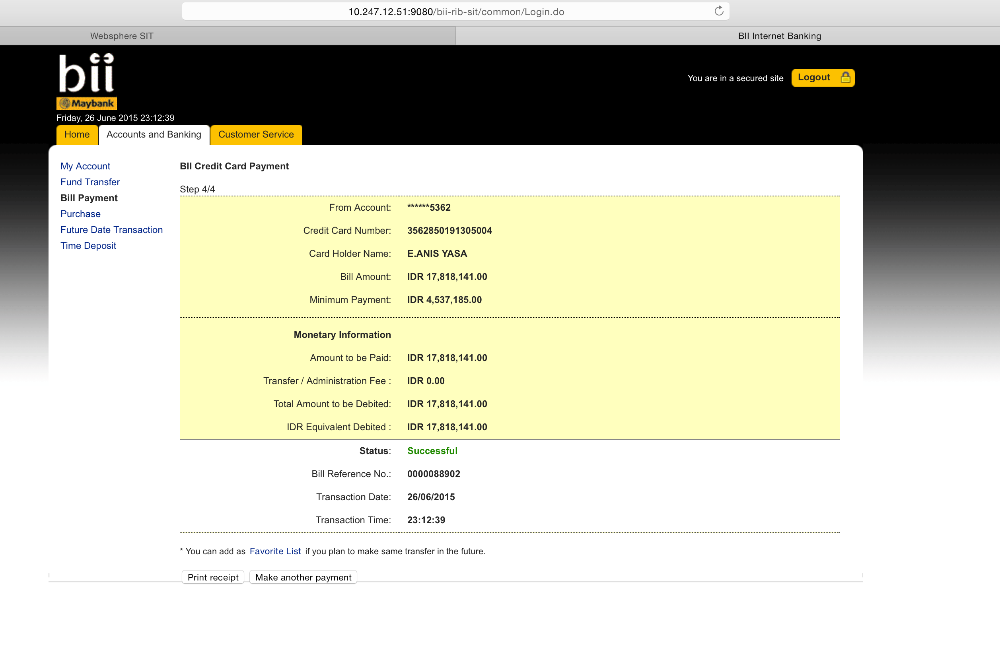 10.247.12.51:9080/bii-rib-sit/common/Login.do
Websphere SIT
BII Internet Banking
bii
Maybank
You are in a secured site
Logout
Friday, 26 June 2015 23:12:39
Home
Accounts and Banking
Customer Service
My Account
Fund Transfer
Bill Payment
Purchase
Future Date Transaction
Time Deposit
BII Credit Card Payment
Step 4/4
From Account: ******5362
Credit Card Number: 3562850191305004
Card Holder Name: E.ANIS YASA
Bill Amount: IDR 17,818,141.00
Minimum Payment: IDR 4,537,185.00
Monetary Information
Amount to be Paid: IDR 17,818,141.00
Transfer / Administration Fee : IDR 0.00
Total Amount to be Debited: IDR 17,818,141.00
IDR Equivalent Debited : IDR 17,818,141.00
Status: Successful
Bill Reference No.: 0000088902
Transaction Date: 26/06/2015
Transaction Time: 23:12:39
* You can add as Favorite List if you plan to make same transfer in the future.
Print receipt
Make another payment